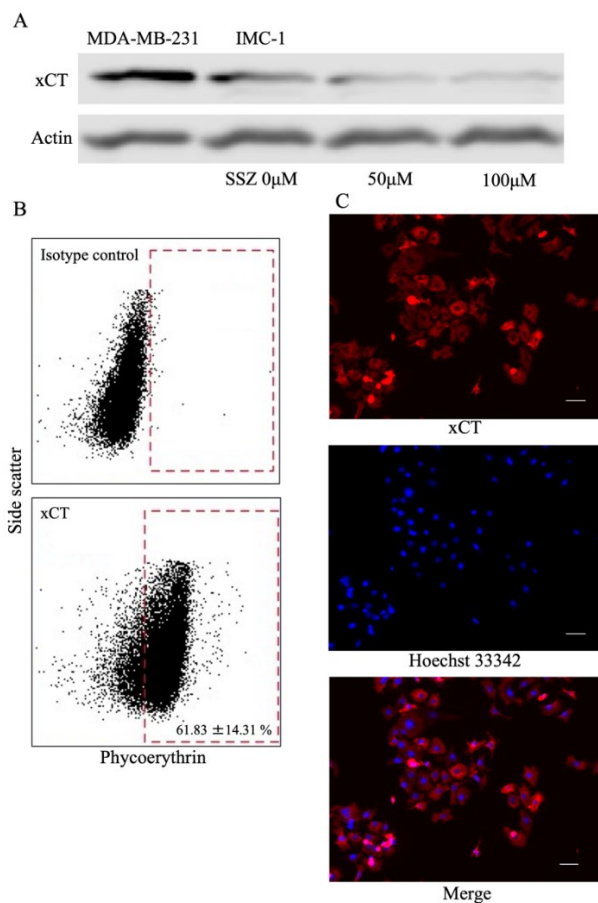 A
MDA-MB-231 IMC-1
xCT
Actin
SSZ 0μM 50μM 100μM
B
Isotype control
xCT
61.83 ±14.31 %
Side scatter
Phycoerythrin
C
xCT
Hoechst 33342
Merge